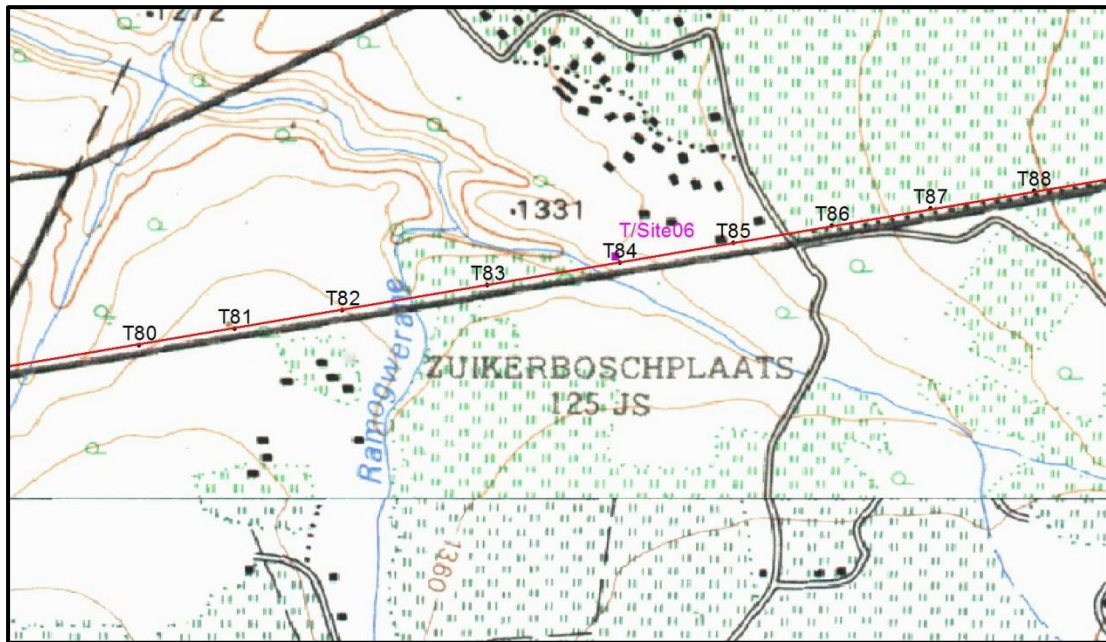 1272
1331
T/Site06
T88
T87
T86
T85
T84
T83
T82
T81
T80
Ramogwerane
ZUIKERBOSCHPLAATS
125 JS
1360